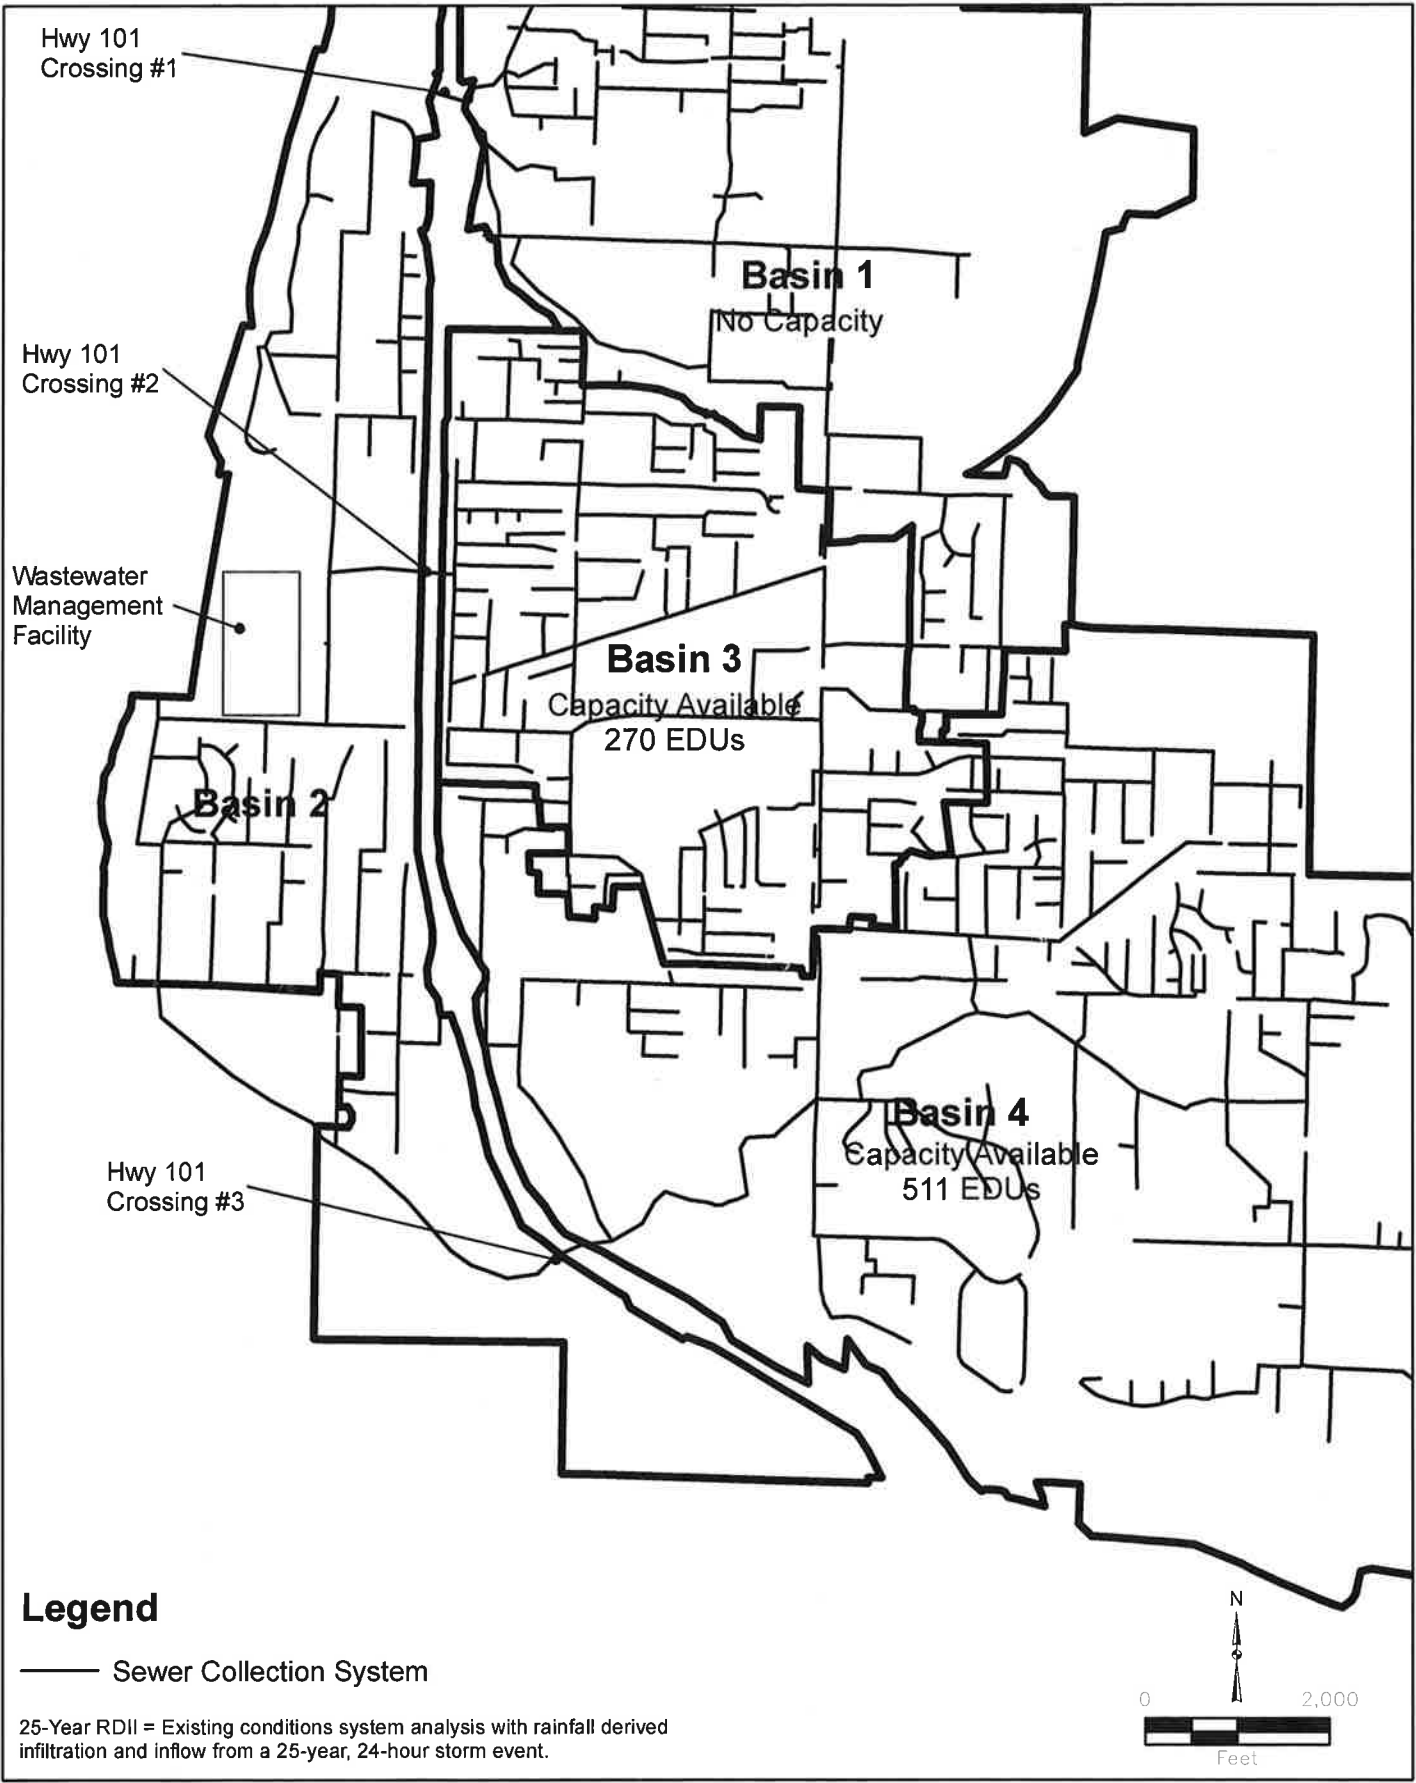 Hwy 101
Crossing #1
Basin 1
No Capacity
Hwy 101
Crossing #2
Wastewater
Management
Facility
Basin 3
Capacity Available
270 EDUs
Basin 2
Basin 4
Capacity Available
511 EDUs
Hwy 101
Crossing #3
Legend
Sewer Collection System
25-Year RDII = Existing conditions system analysis with rainfall derived
infiltration and inflow from a 25-year, 24-hour storm event.
N
0 2,000
Feet